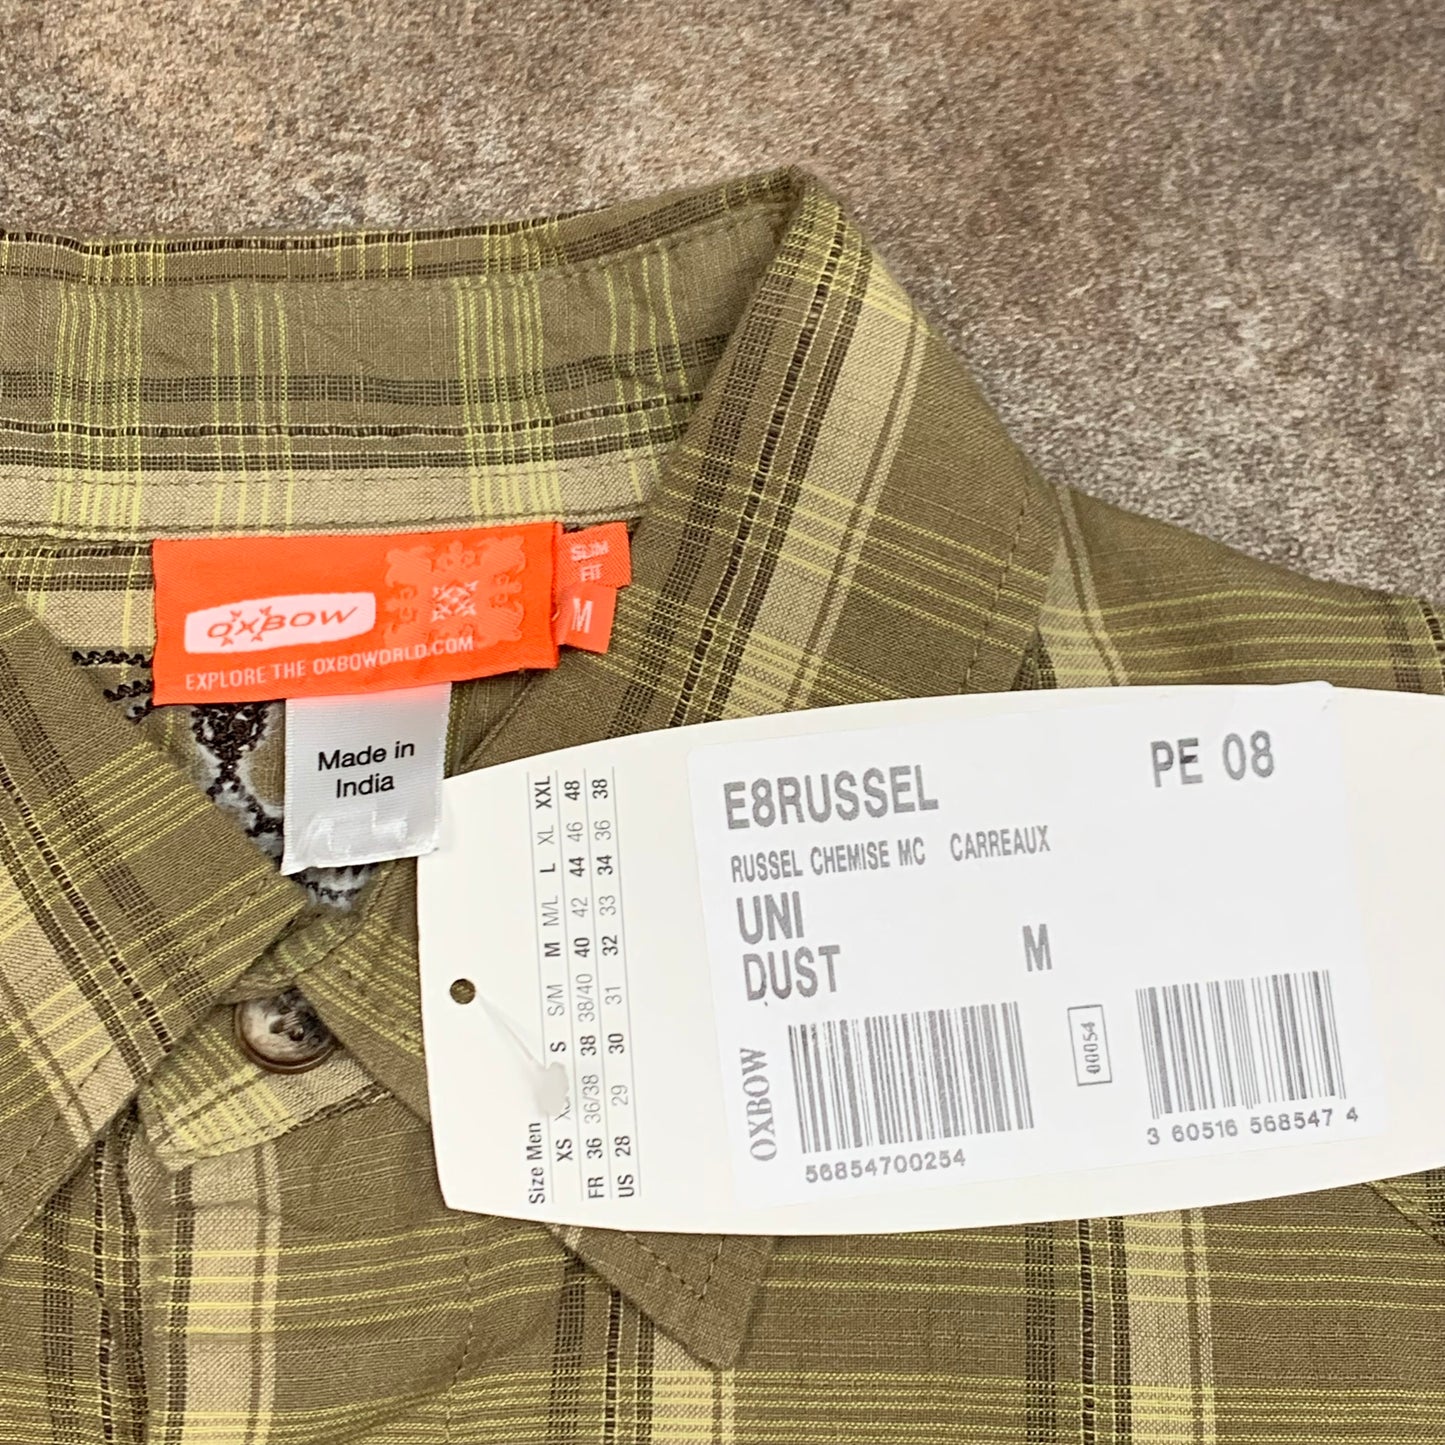 OXBOW
EXPLORE THE OXBOWORLD.COM
SLIM
FIT
M
Made in
India
Size Men
XS S S/M M M/L L XL XXL
FR 36 36/38 38 38/40 40 42 44 46 48
US 28 29 30 31 32 33 34 36 38
E8RUSSEL
PE 08
RUSSEL CHEMISE MC CARREAUX
UNI
DUST
M
OXBOW
56854700254
00054
3 60516 568547 4